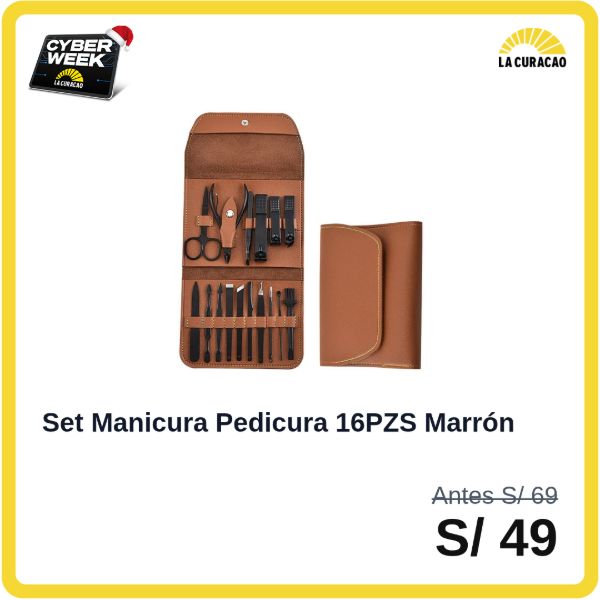 CYBER
WEEK
LA CURACAO
LA CURACAO
Set Manicura Pedicura 16PZS Marrón
Antes S/ 69
S/ 49